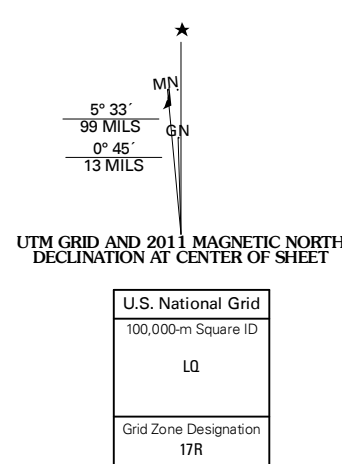 MN
5° 33´
99 MILS
GN
0° 45´
13 MILS
UTM GRID AND 2011 MAGNETIC NORTH
DECLINATION AT CENTER OF SHEET
U.S. National Grid
100,000-m Square ID
LQ
Grid Zone Designation
17R